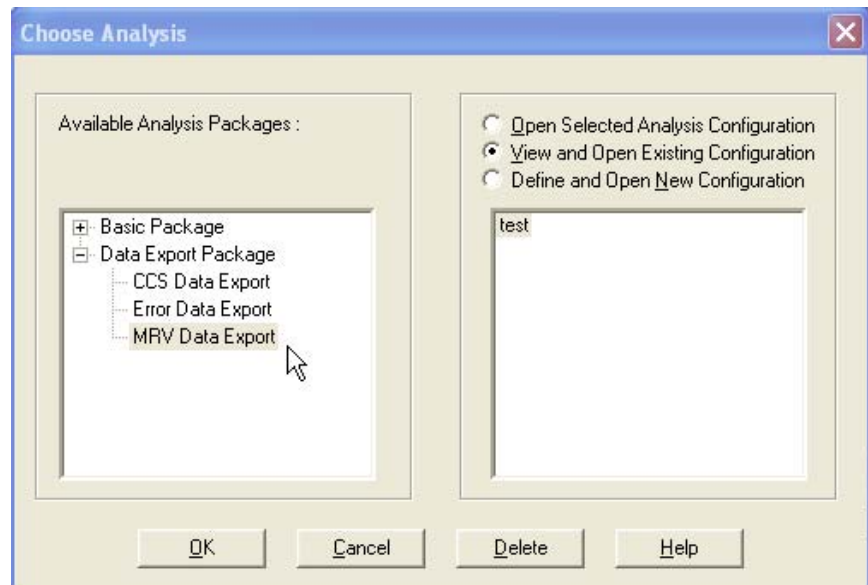 Choose Analysis
Available Analysis Packages :
Basic Package
Data Export Package
CCS Data Export
Error Data Export
MRV Data Export
Open Selected Analysis Configuration
View and Open Existing Configuration
Define and Open New Configuration
test
OK
Cancel
Delete
Help